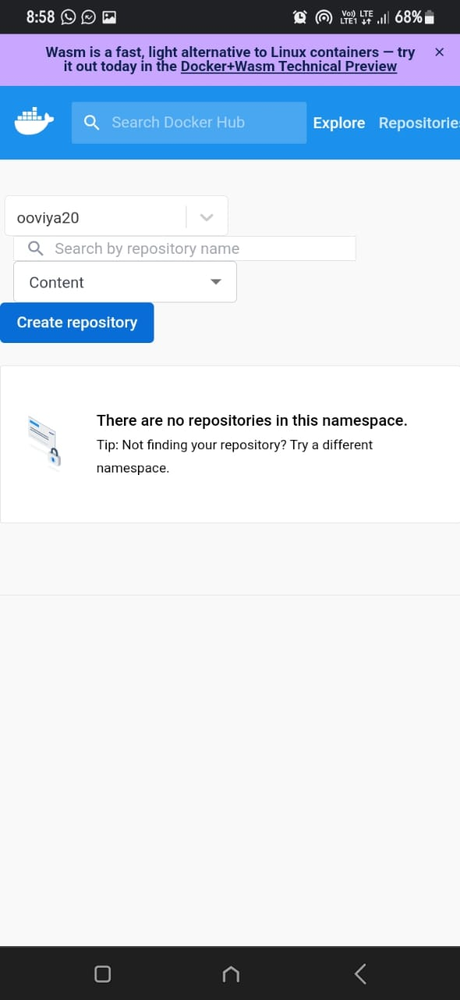 8:58
Vo) LTE
LTE1
68%
Wasm is a fast, light alternative to Linux containers — try
it out today in the Docker+Wasm Technical Preview
×
Search Docker Hub
Explore
Repositories
ooviya20
Search by repository name
Content
Create repository
There are no repositories in this namespace.
Tip: Not finding your repository? Try a different
namespace.